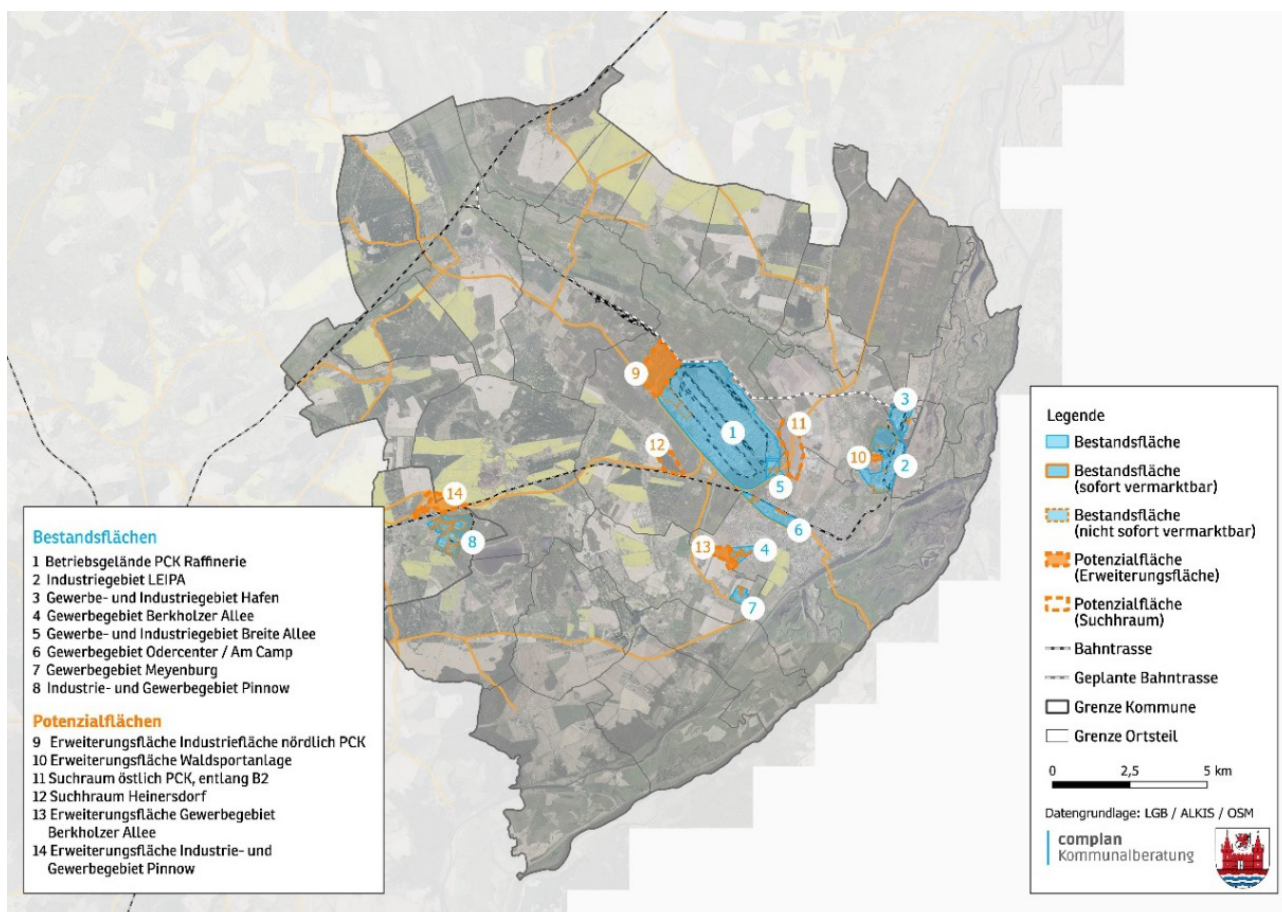 9
3
11
1
10
12
2
5
14
6
8
13
4
7
Bestandsflächen
1 Betriebsgelände PCK Raffinerie
2 Industriegebiet LEIPA
3 Gewerbe- und Industriegebiet Hafen
4 Gewerbegebiet Berkholzer Allee
5 Gewerbe- und Industriegebiet Breite Allee
6 Gewerbegebiet Odercenter / Am Camp
7 Gewerbegebiet Meyenburg
8 Industrie- und Gewerbegebiet Pinnow
Potenzialflächen
9 Erweiterungsfläche Industriefläche nördlich PCK
10 Erweiterungsfläche Waldsportanlage
11 Suchraum östlich PCK, entlang B2
12 Suchhraum Heinersdorf
13 Erweiterungsfläche Gewerbegebiet
Berkholzer Allee
14 Erweiterungsfläche Industrie- und
Gewerbegebiet Pinnow
Legende
Bestandsfläche
Bestandsfläche
(sofort vermarktbar)
Bestandsfläche
(nicht sofort vermarktbar)
Potenzialfläche
(Erweiterungsfläche)
Potenzialfläche
(Suchhraum)
Bahntrasse
Geplante Bahntrasse
Grenze Kommune
Grenze Ortsteil
0 2,5 5 km
Datengrundlage: LGB / ALKIS / OSM
complan
Kommunalberatung